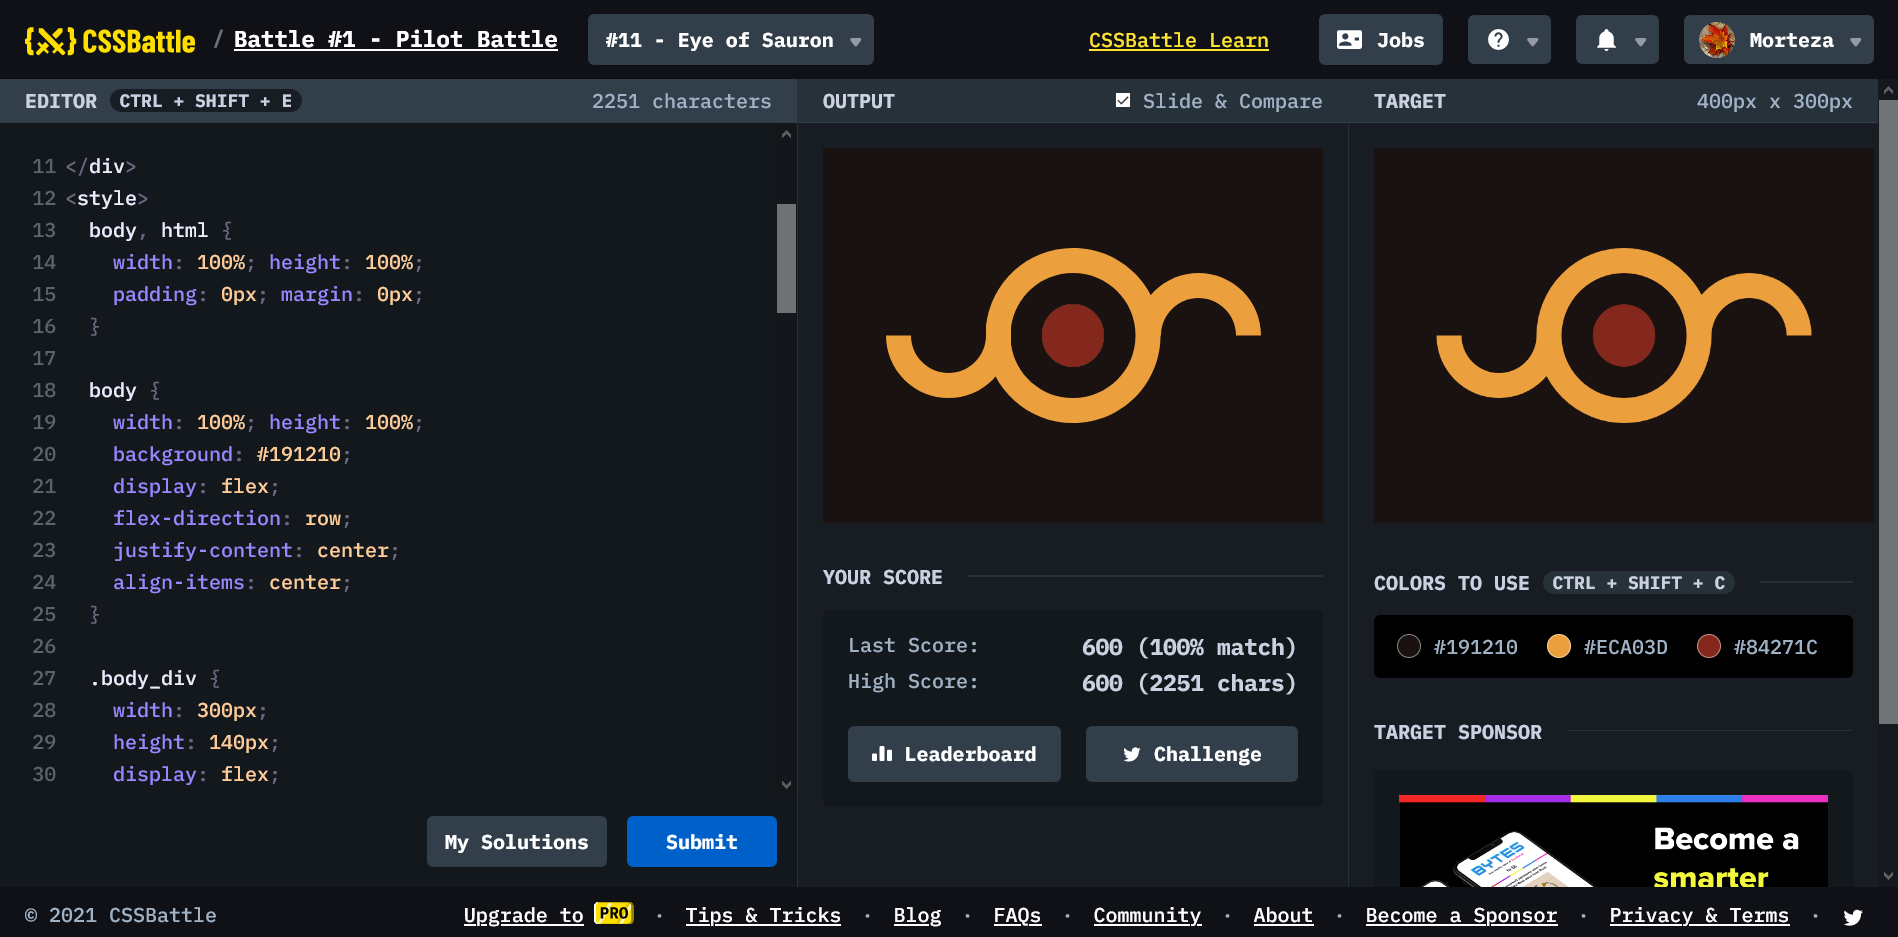 {X} CSSBattle / Battle #1 - Pilot Battle #11 - Eye of Sauron CSSBattle Learn Jobs ? Morteza
EDITOR CTRL + SHIFT + E 2251 characters
11 </div>
12 <style>
13 body, html {
14 width: 100%; height: 100%;
15 padding: 0px; margin: 0px;
16 }
17
18 body {
19 width: 100%; height: 100%;
20 background: #191210;
21 display: flex;
22 flex-direction: row;
23 justify-content: center;
24 align-items: center;
25 }
26
27 .body_div {
28 width: 300px;
29 height: 140px;
30 display: flex;
My Solutions Submit
OUTPUT Slide & Compare
YOUR SCORE
Last Score: 600 (100% match)
High Score: 600 (2251 chars)
Leaderboard Challenge
TARGET 400px x 300px
COLORS TO USE CTRL + SHIFT + C
#191210 #ECA03D #84271C
TARGET SPONSOR
BYTES
Become a
smarter
© 2021 CSSBattle Upgrade to PRO · Tips & Tricks · Blog · FAQs · Community · About · Become a Sponsor · Privacy & Terms ·